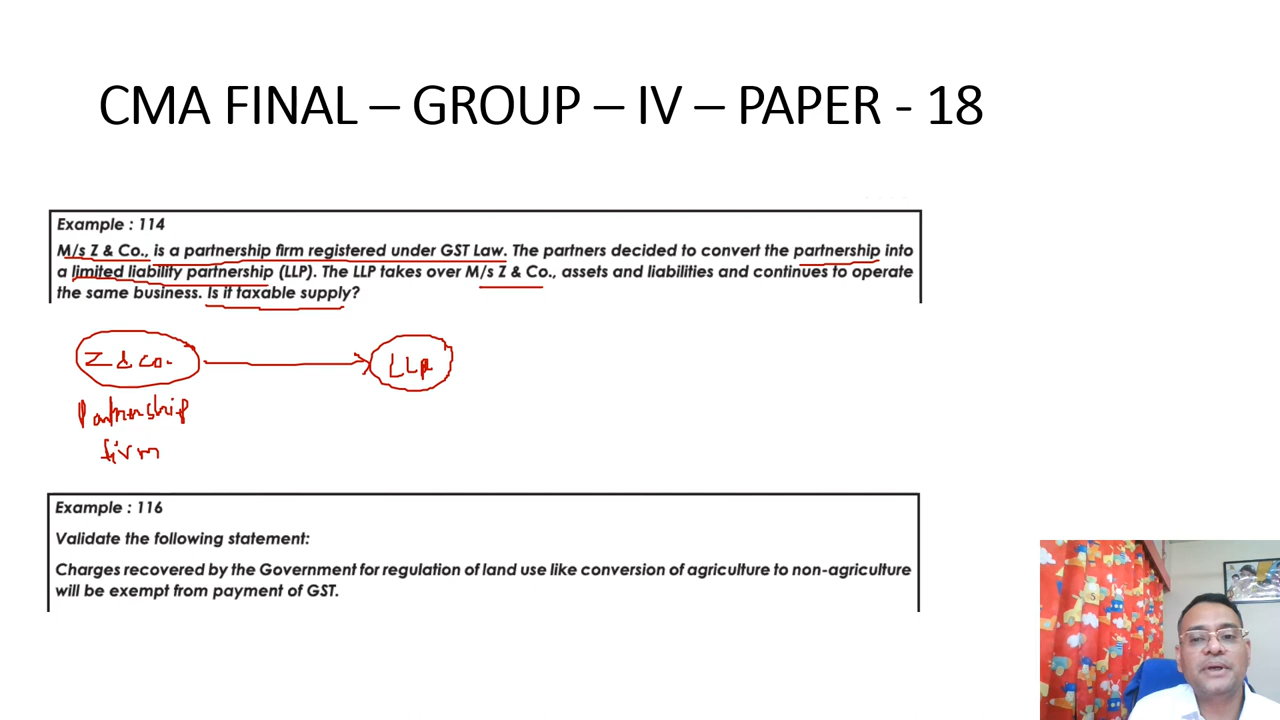 CMA FINAL – GROUP – IV – PAPER - 18
Example : 114
M/s Z & Co., is a partnership firm registered under GST Law. The partners decided to convert the partnership into
a limited liability partnership (LLP). The LLP takes over M/s Z & Co., assets and liabilities and continues to operate
the same business. Is it taxable supply?
Z & Co.
LLP
Partnership
firm
Example : 116
Validate the following statement:
Charges recovered by the Government for regulation of land use like conversion of agriculture to non-agriculture
will be exempt from payment of GST.